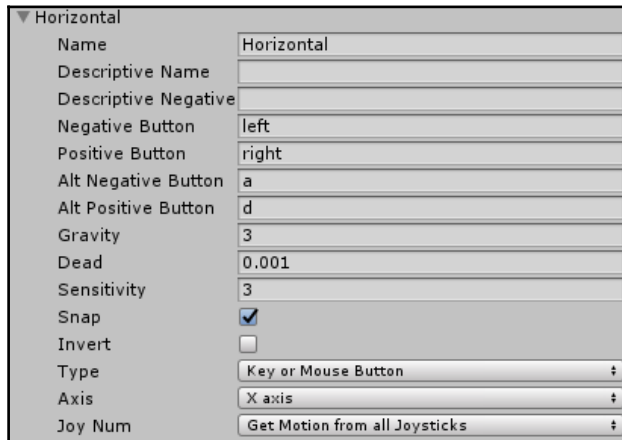 Horizontal
Name Horizontal
Descriptive Name
Descriptive Negative
Negative Button left
Positive Button right
Alt Negative Button a
Alt Positive Button d
Gravity 3
Dead 0.001
Sensitivity 3
Snap
Invert
Type Key or Mouse Button
Axis X axis
Joy Num Get Motion from all Joysticks